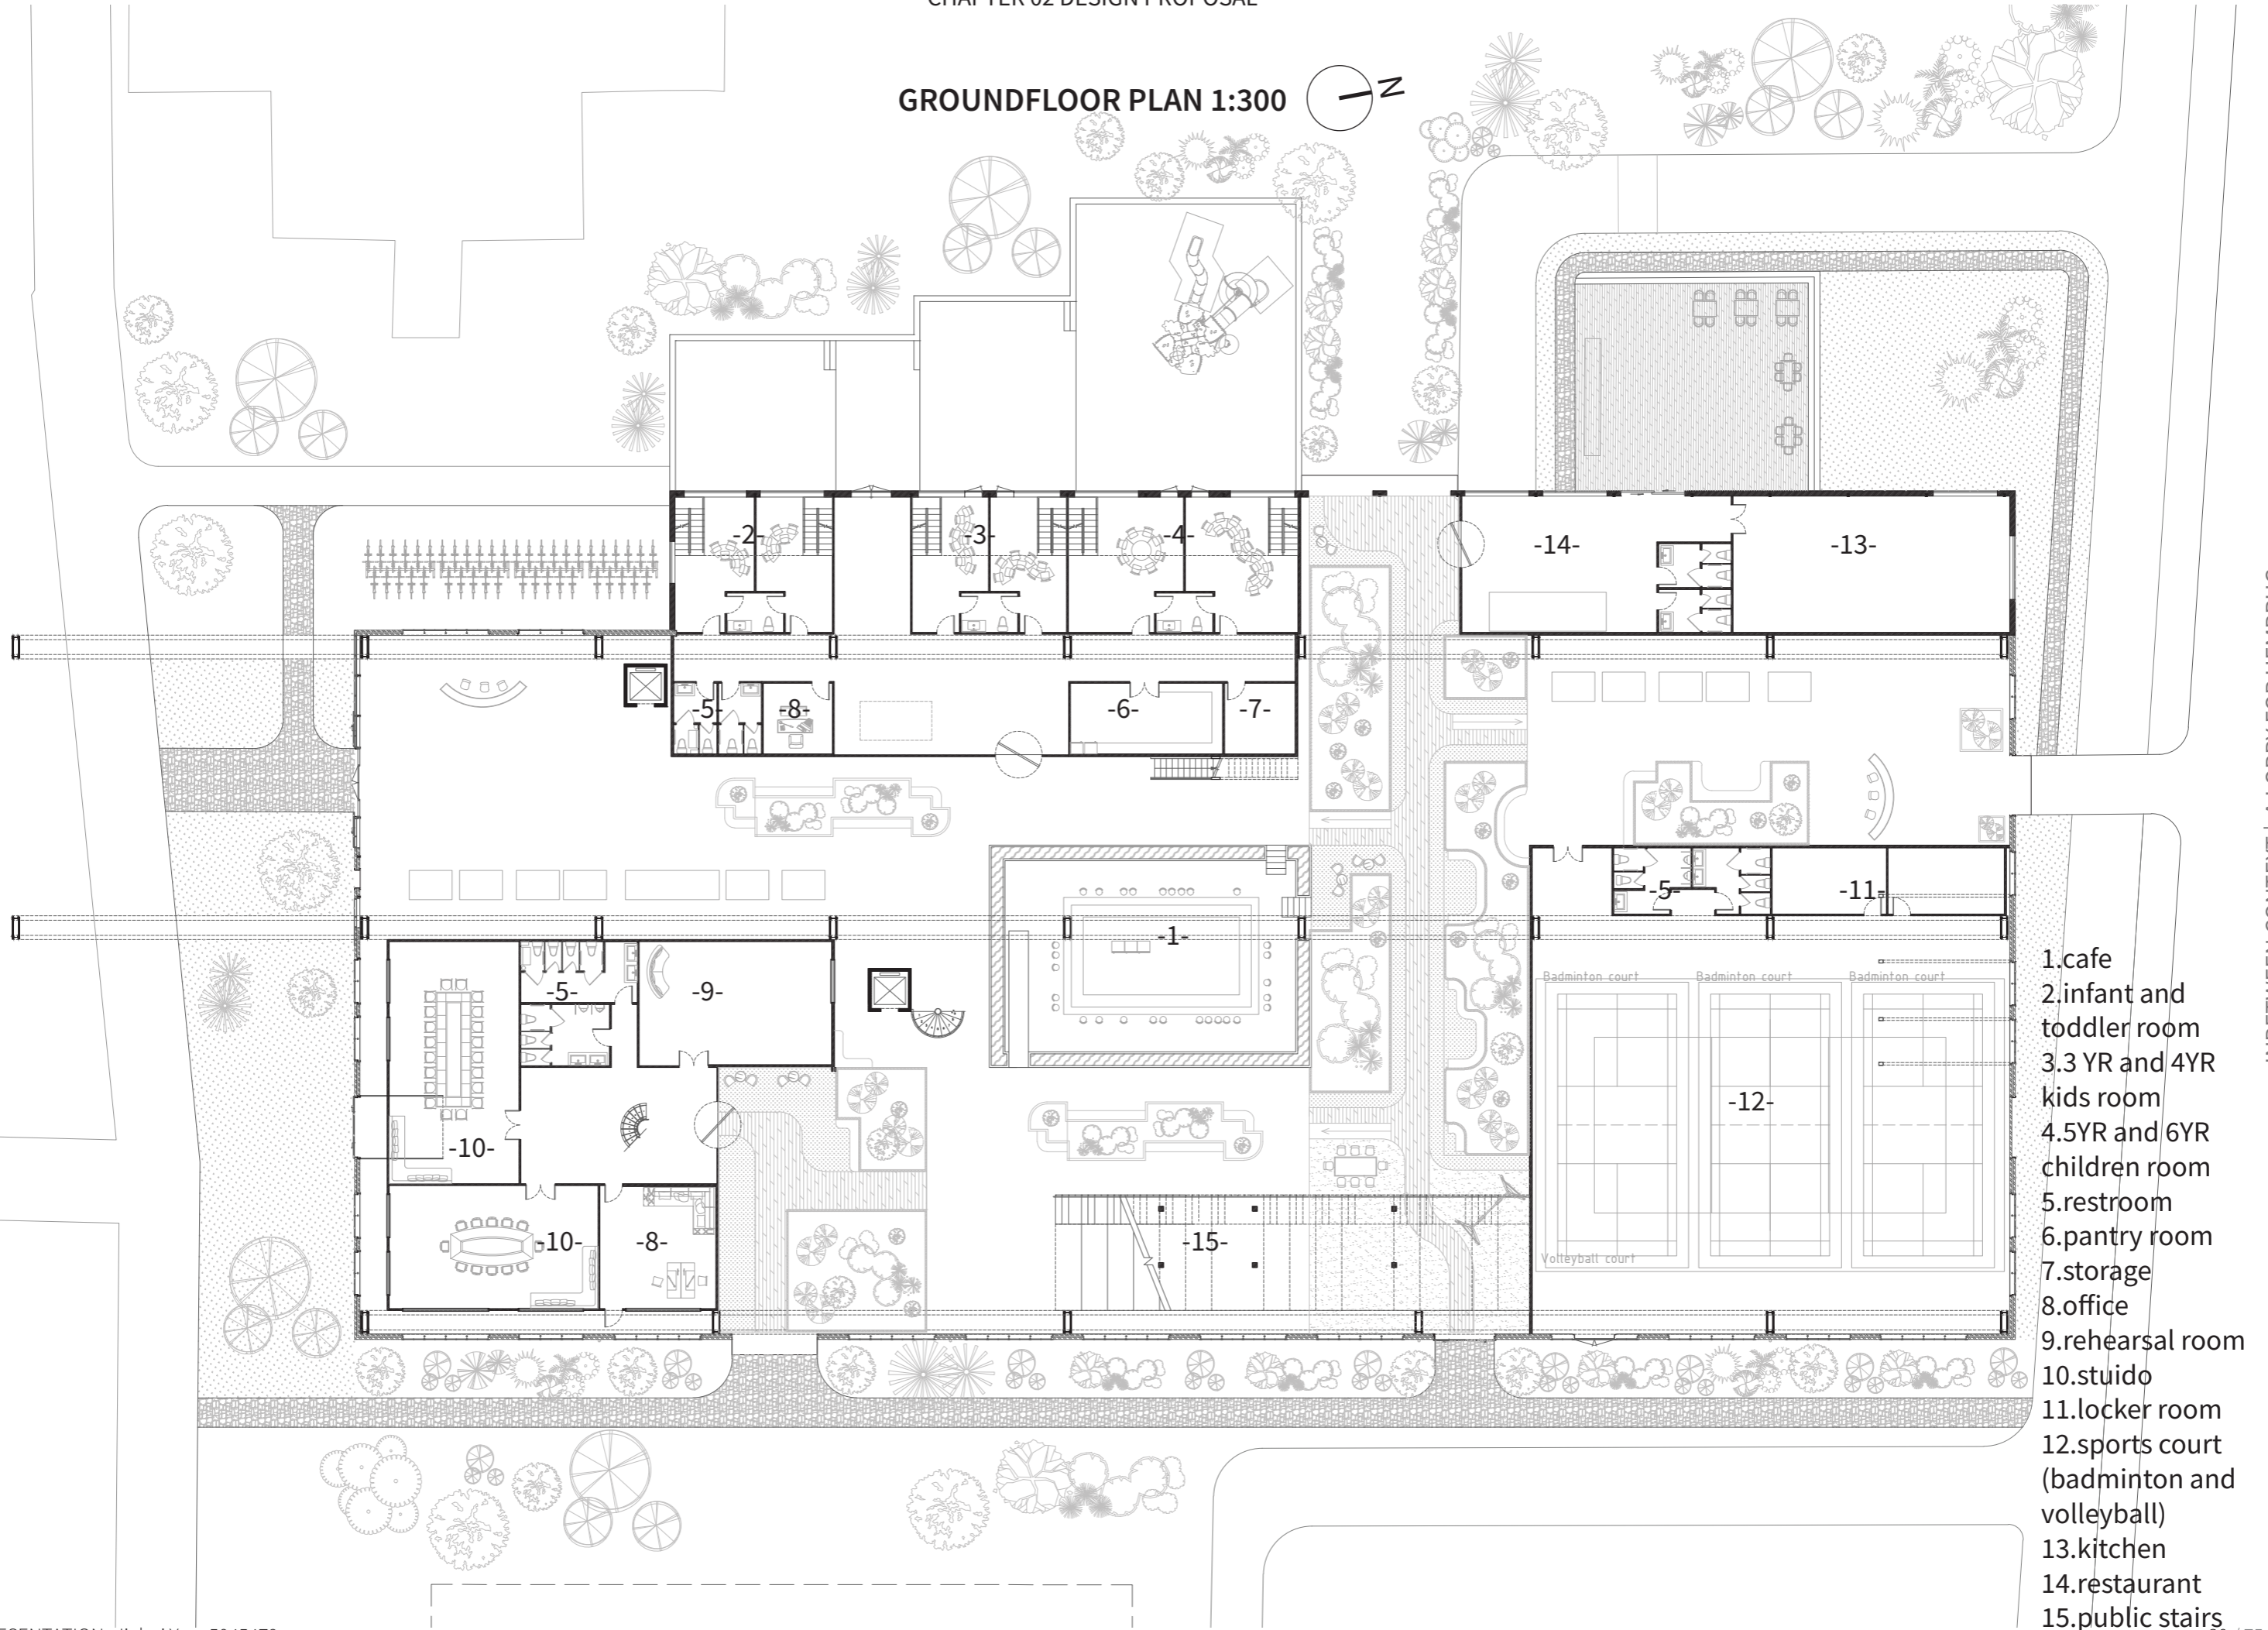 GROUNDFLOOR PLAN 1:300
N
-2-
-3-
-4-
-14-
-13-
-5-
-8-
-6-
-7-
-5-
-11-
-1-
-5-
-9-
Badminton court
Badminton court
Badminton court
-12-
-10-
-10-
-8-
-15-
Volleyball court
1.cafe
2.infant and
toddler room
3.3 YR and 4YR
kids room
4.5YR and 6YR
children room
5.restroom
6.pantry room
7.storage
8.office
9.rehearsal room
10.stuido
11.locker room
12.sports court
(badminton and
volleyball)
13.kitchen
14.restaurant
15.public stairs